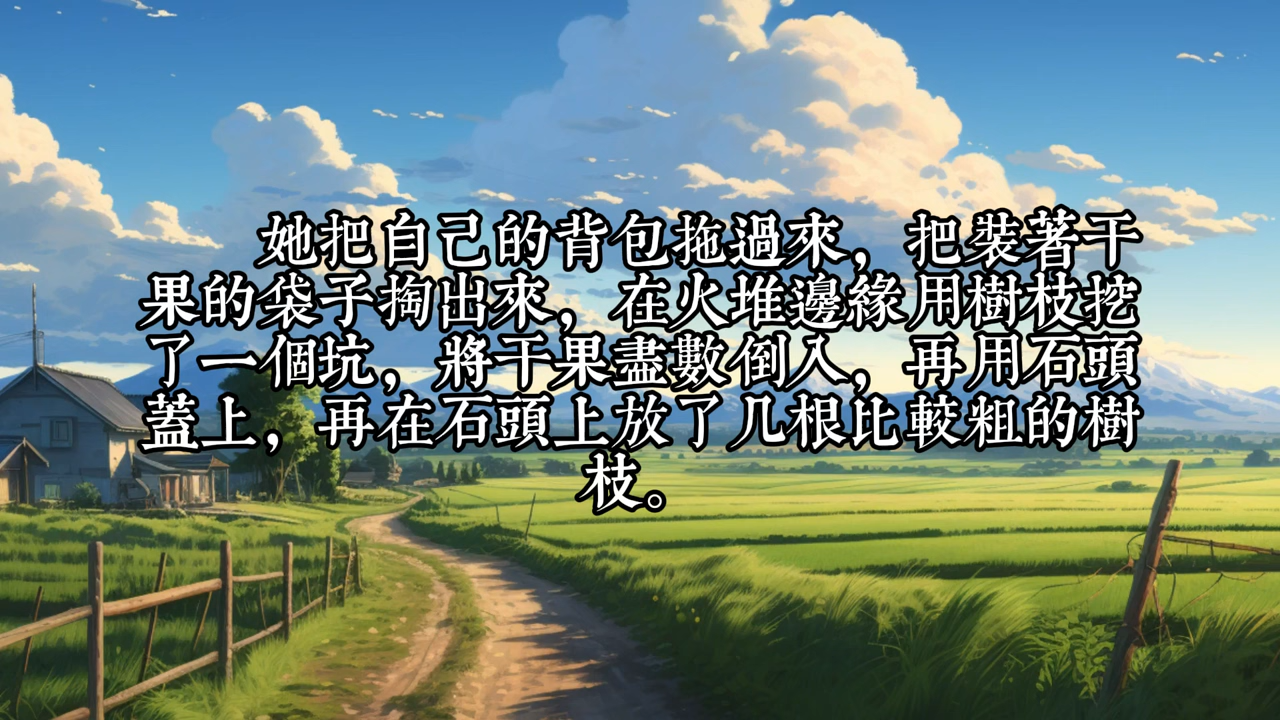 她把自己的背包拖過來，把裝著干
果的袋子掏出來，在火堆邊緣用樹枝挖
了一個坑，將干果盡數倒入，再用石頭
蓋上，再在石頭上放了几根比較粗的樹
枝。